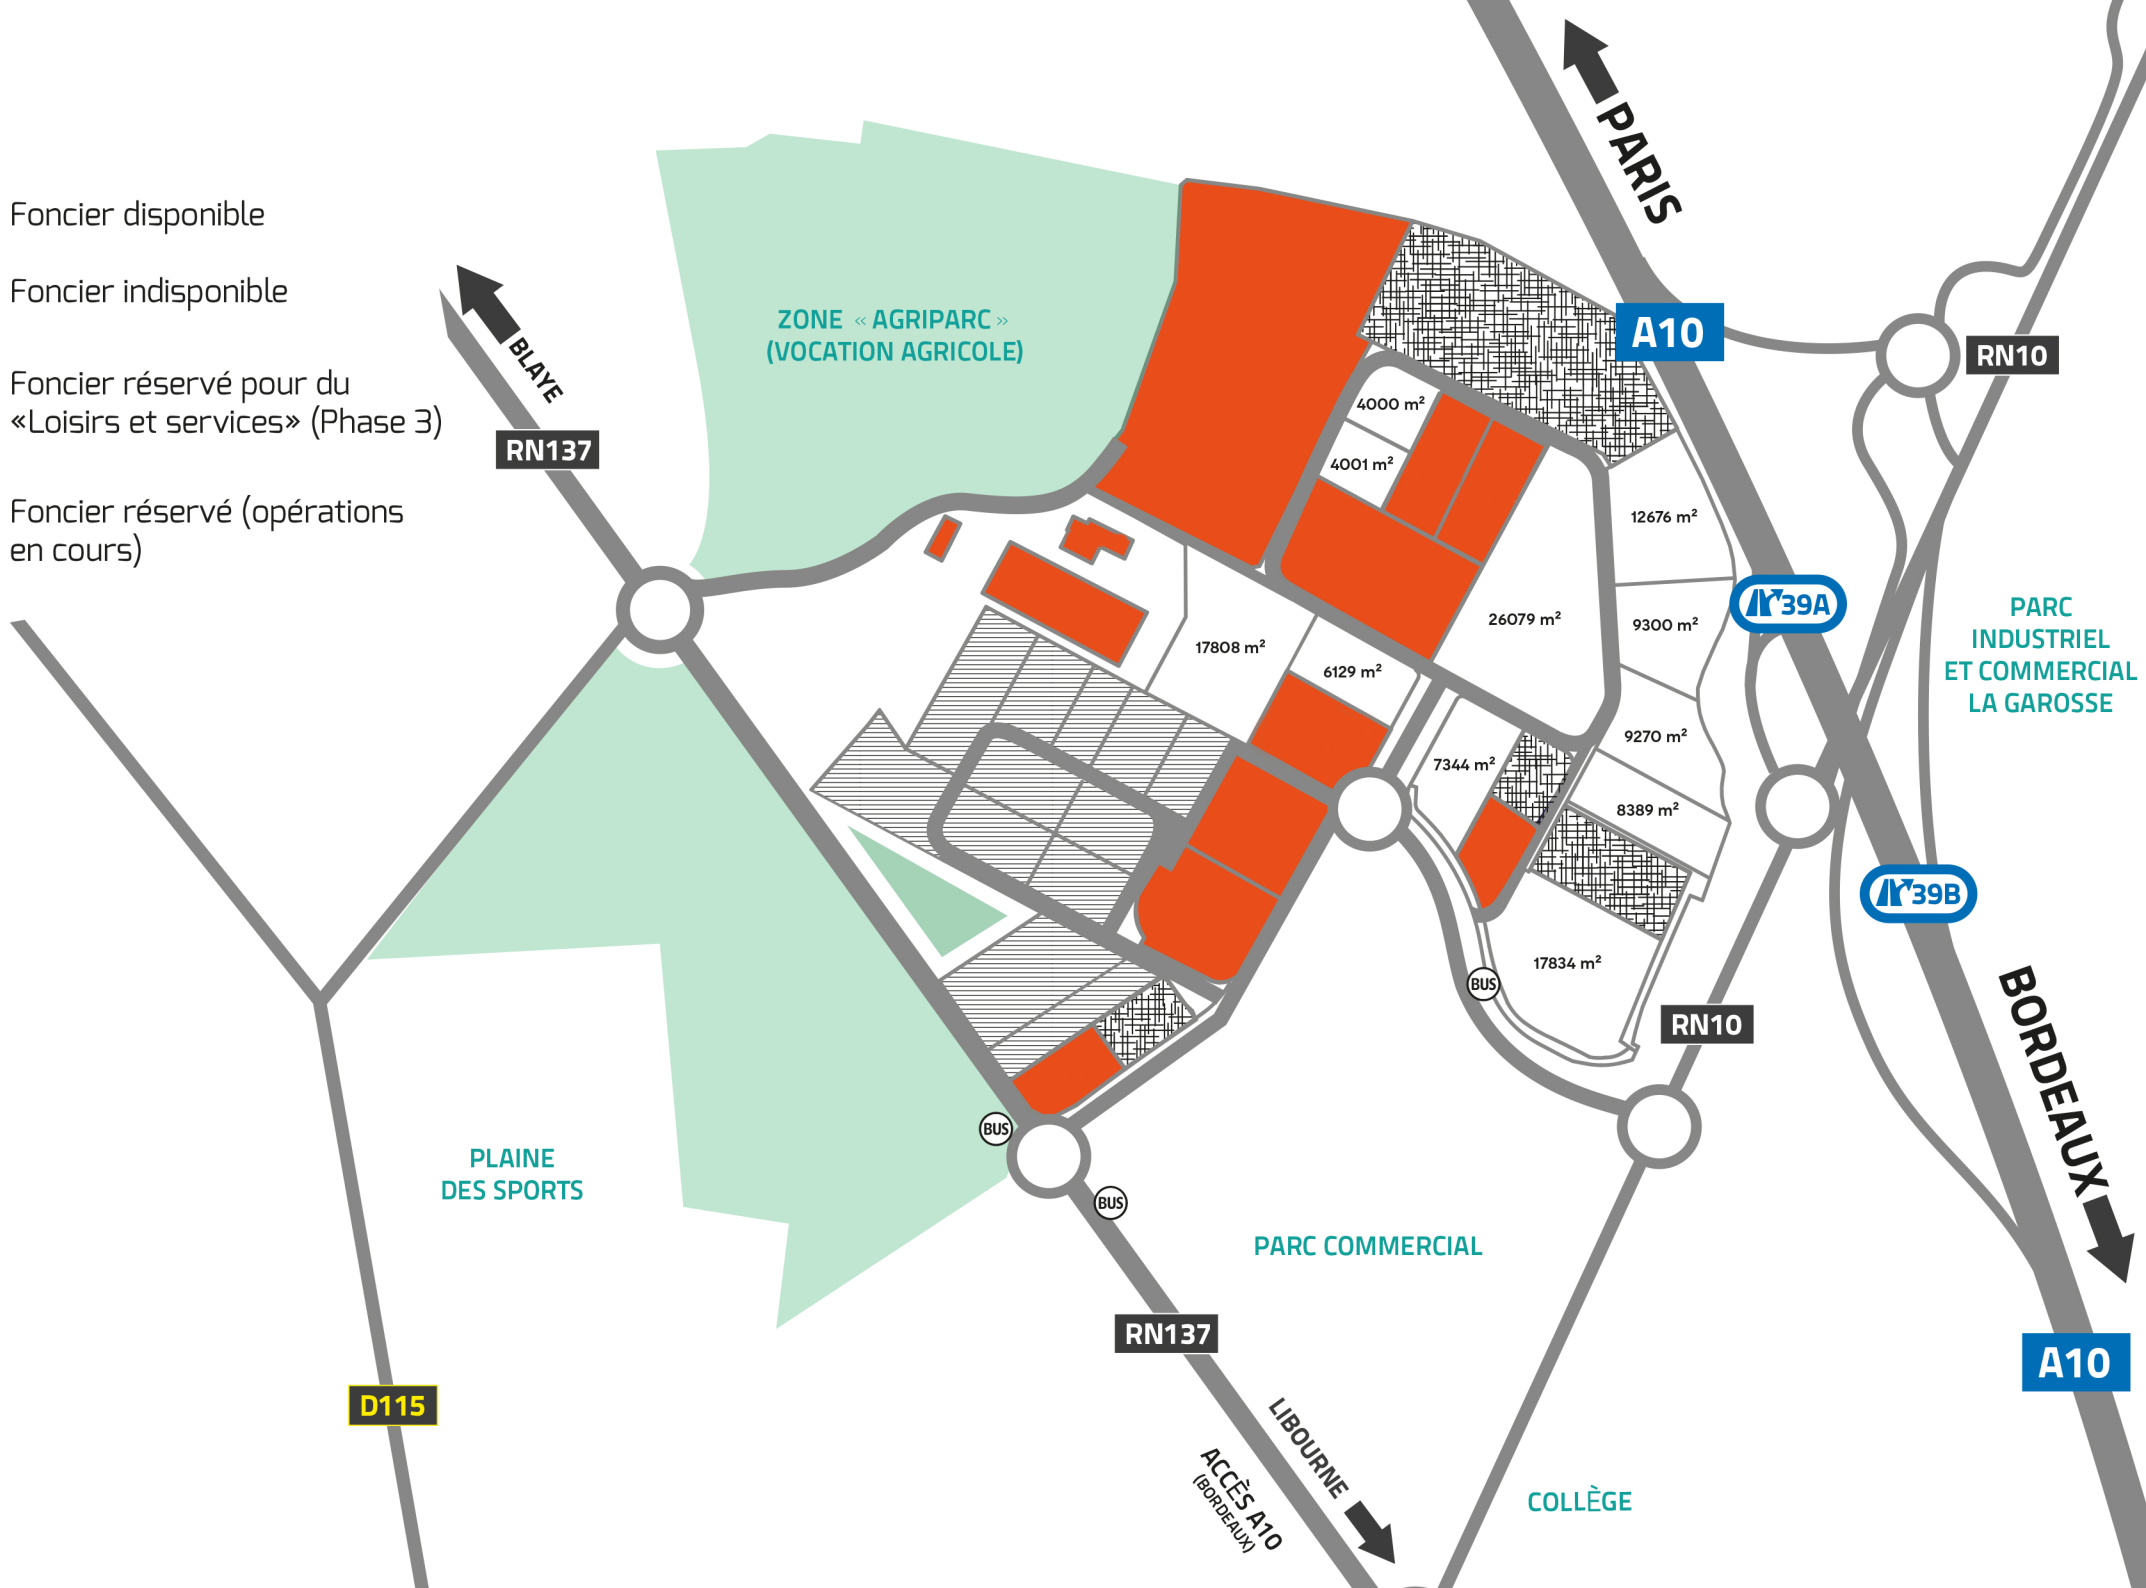 Foncier disponible
Foncier indisponible
Foncier réservé pour du
«Loisirs et services» (Phase 3)
Foncier réservé (opérations
en cours)
BLAYE
RN137
ZONE « AGRIPARC »
(VOCATION AGRICOLE)
PARIS
A10
RN10
4000 m²
4001 m²
12676 m²
26079 m²
9300 m²
39A
PARC
INDUSTRIEL
ET COMMERCIAL
LA GAROSSE
17808 m²
6129 m²
9270 m²
7344 m²
8389 m²
39B
17834 m²
BUS
RN10
BORDEAUX
BUS
BUS
PLAINE
DES SPORTS
PARC COMMERCIAL
RN137
A10
D115
LIBOURNE
ACCÈS A10
(BORDEAUX)
COLLÈGE